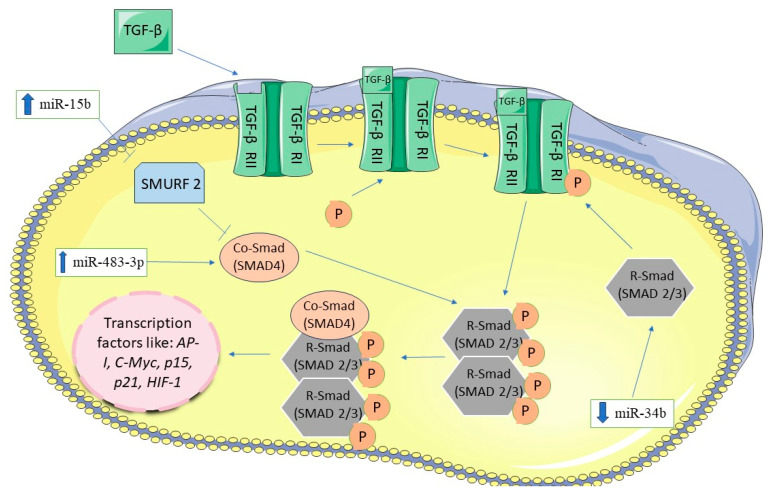 TGF-β
miR-15b
TGF-β RII
TGF-β RI
TGF-β
TGF-β RII
TGF-β RI
TGF-β
TGF-β RII
TGF-β RI
P
SMURF 2
P
miR-483-3p
Co-Smad
(SMAD4)
R-Smad
(SMAD 2/3)
Co-Smad
(SMAD4)
R-Smad
(SMAD 2/3)
R-Smad
(SMAD 2/3)
P
P
P
P
R-Smad
(SMAD 2/3)
R-Smad
(SMAD 2/3)
P
P
P
P
Transcription
factors like: AP-
I, C-Myc, p15,
p21, HIF-1
miR-34b